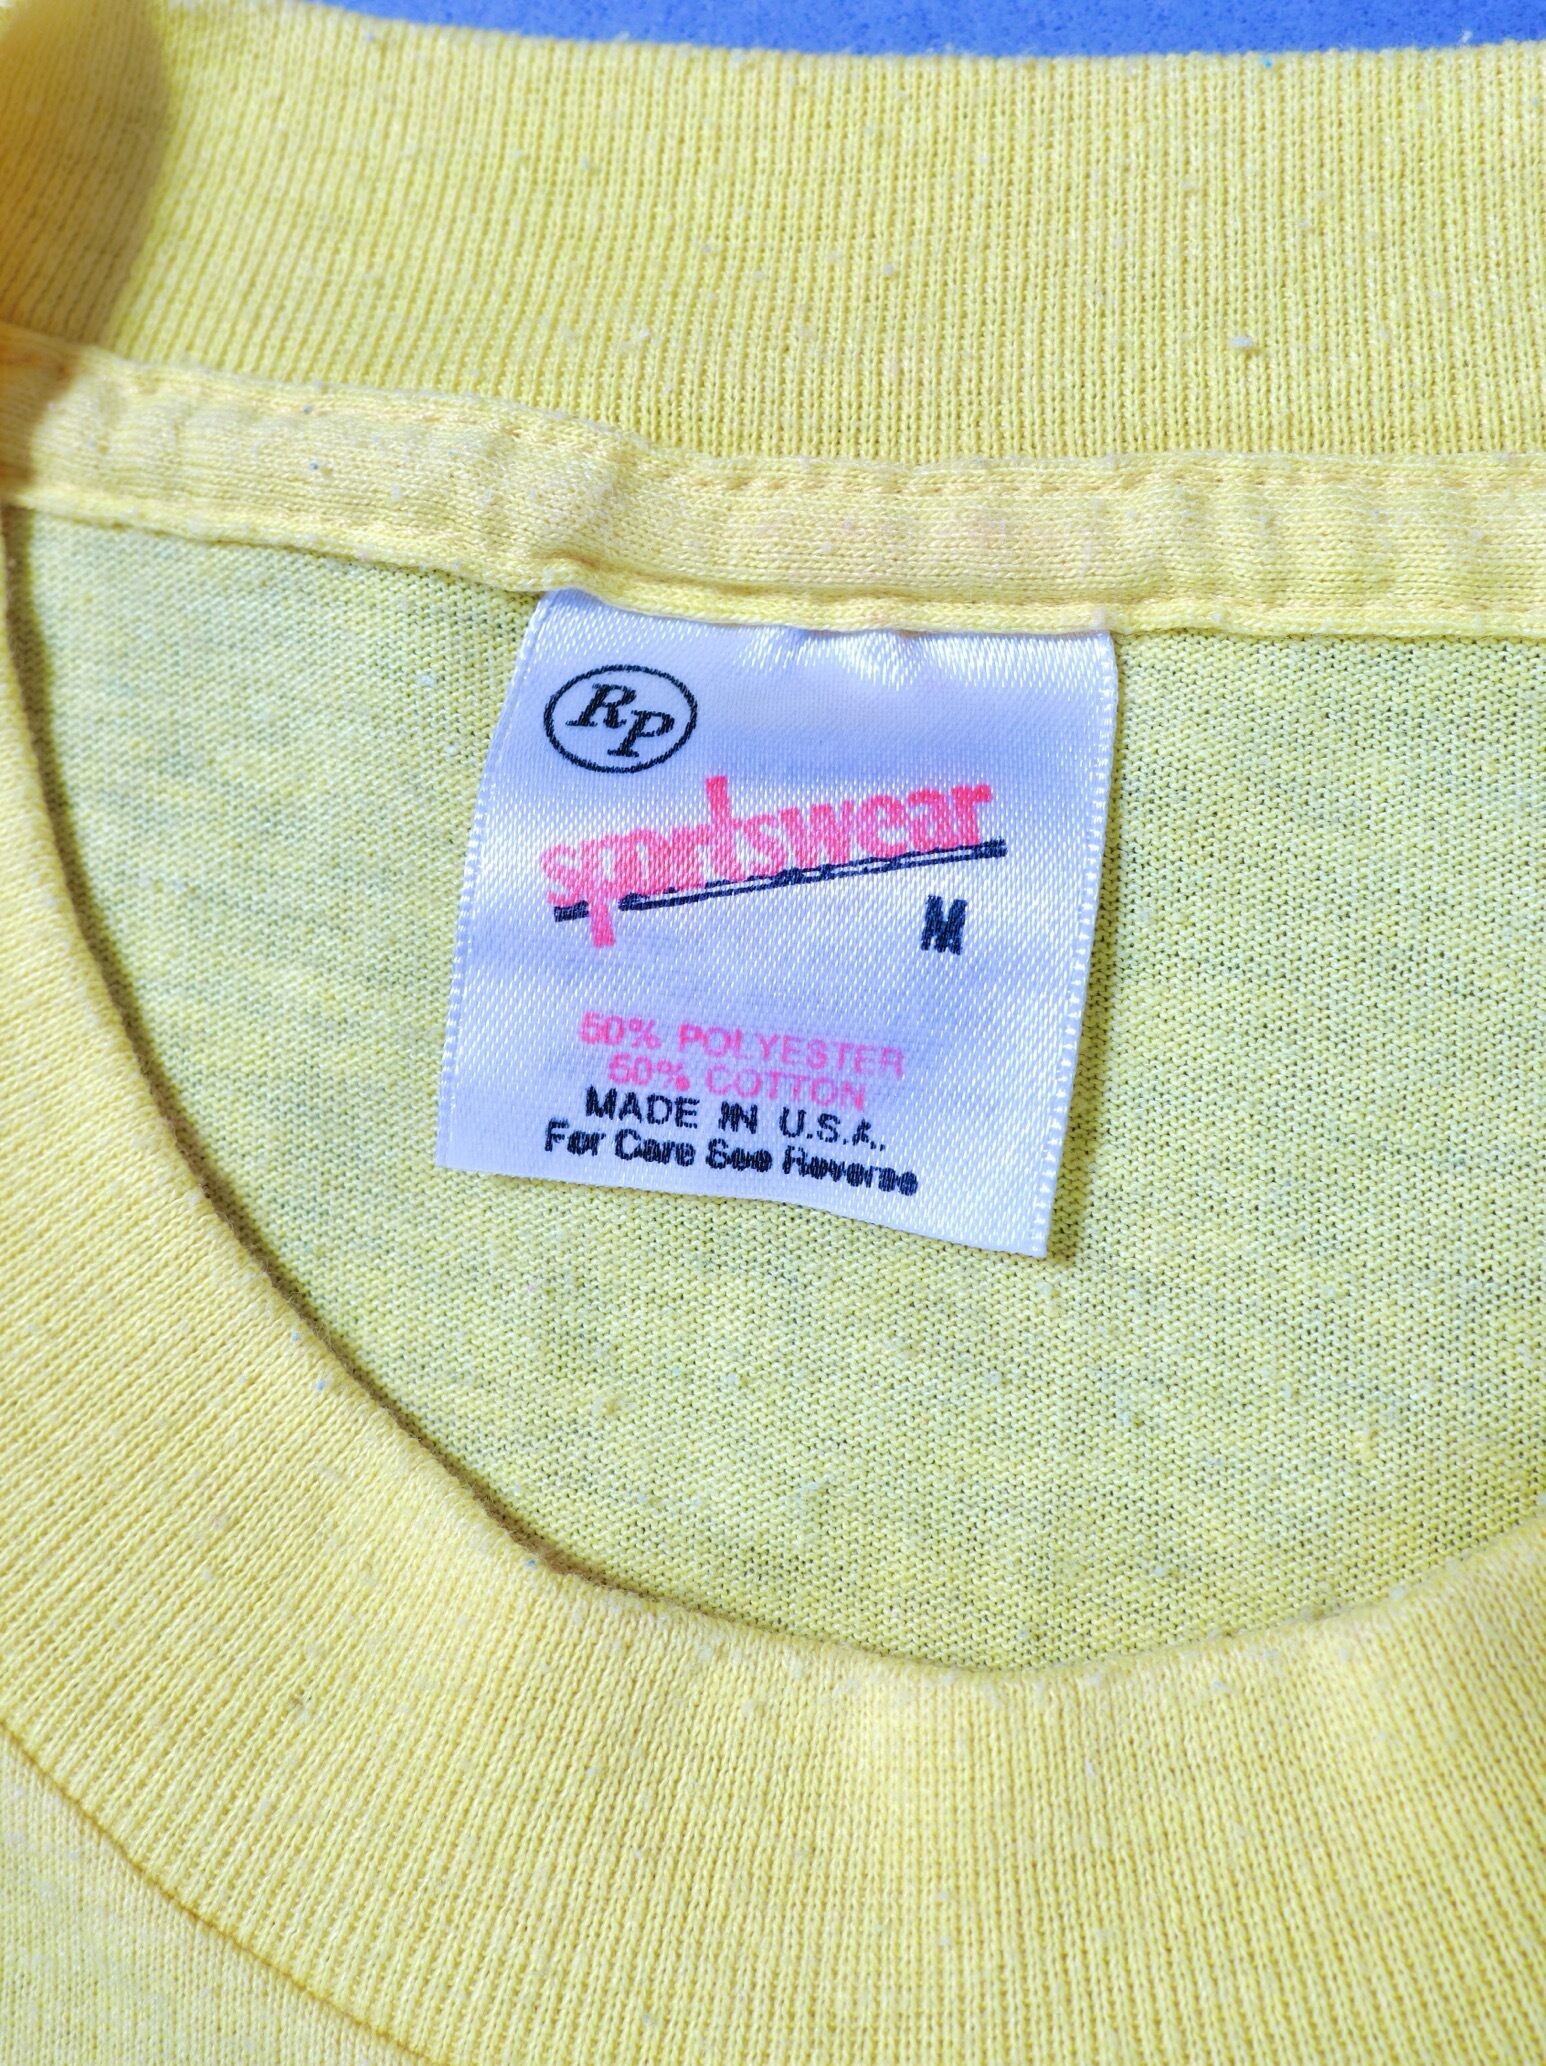 RP
sportswear
M
50% POLYESTER
50% COTTON
MADE IN U.S.A.
For Care See Reverse